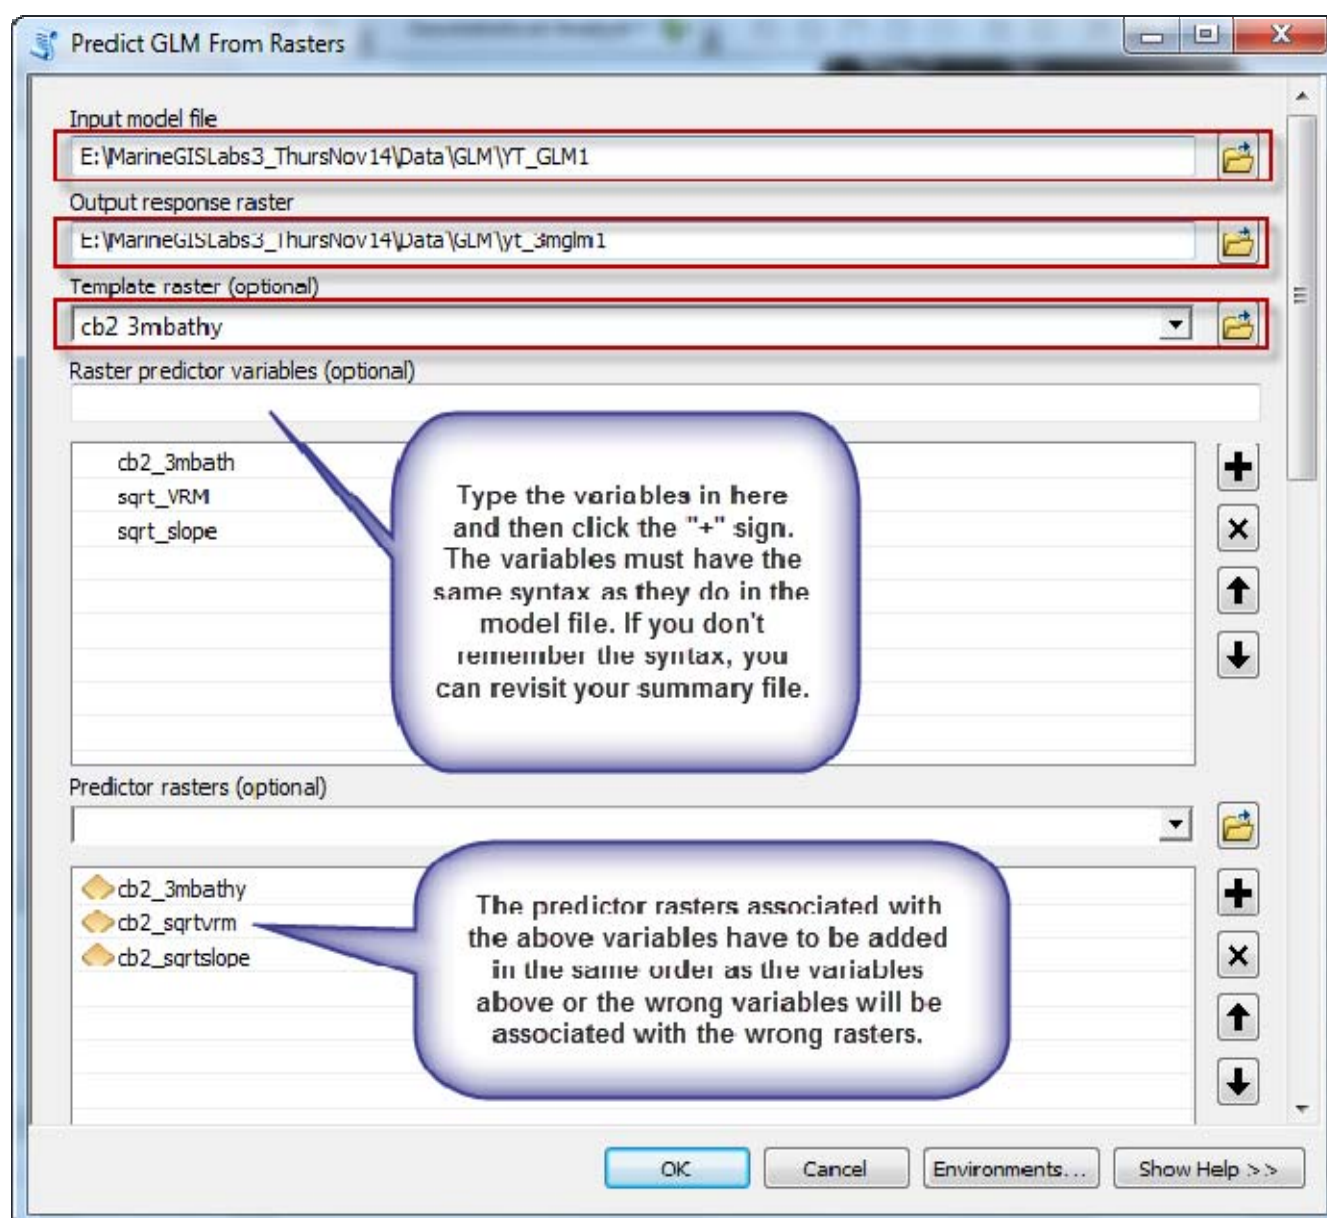 Predict GLM From Rasters
Input model file
E:\MarineGISLabs3_ThursNov14\Data\GLM\YT_GLM1
Output response raster
E:\MarineGISLabs3_ThursNov14\Data\GLM\yt_3mglm1
Template raster (optional)
cb2 3mbathy
Raster predictor variables (optional)
cb2_3mbath
sqrt_VRM
sqrt_slope
Type the variables in here
and then click the "+" sign.
The variables must have the
same syntax as they do in the
model file. If you don't
remember the syntax, you
can revisit your summary file.
Predictor rasters (optional)
cb2_3mbathy
cb2_sqrtvrm
cb2_sqrtslope
The predictor rasters associated with
the above variables have to be added
in the same order as the variables
above or the wrong variables will be
associated with the wrong rasters.
OK
Cancel
Environments...
Show Help >>